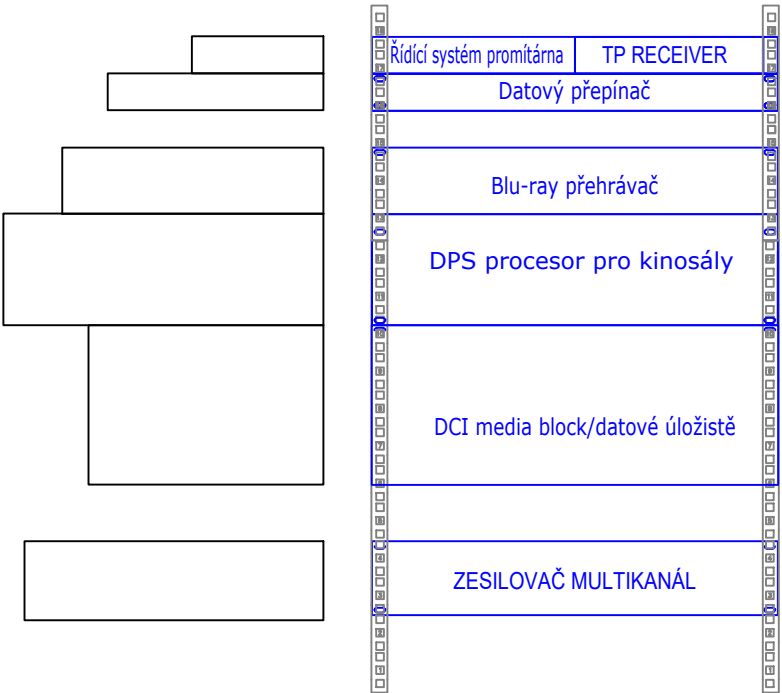 Řídící systém promítárna TP RECEIVER
Datový přepínač
Blu-ray přehrávač
DPS procesor pro kinosály
DCI media block/datové úložistě
ZESILOVAČ MULTIKANÁL